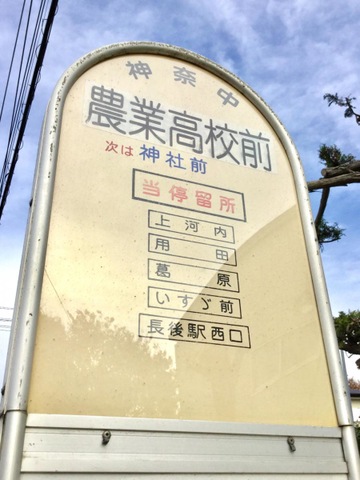 神奈中
農業高校前
次は 神社前
当停留所
上河内
用田
葛原
いすゞ前
長後駅西口